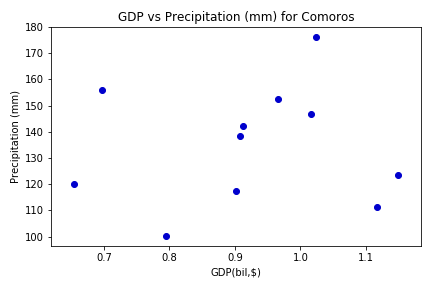 GDP vs Precipitation (mm) for Comoros
Precipitation (mm)
180
170
160
150
140
130
120
110
100
0.7 0.8 0.9 1.0 1.1
GDP(bil,$)